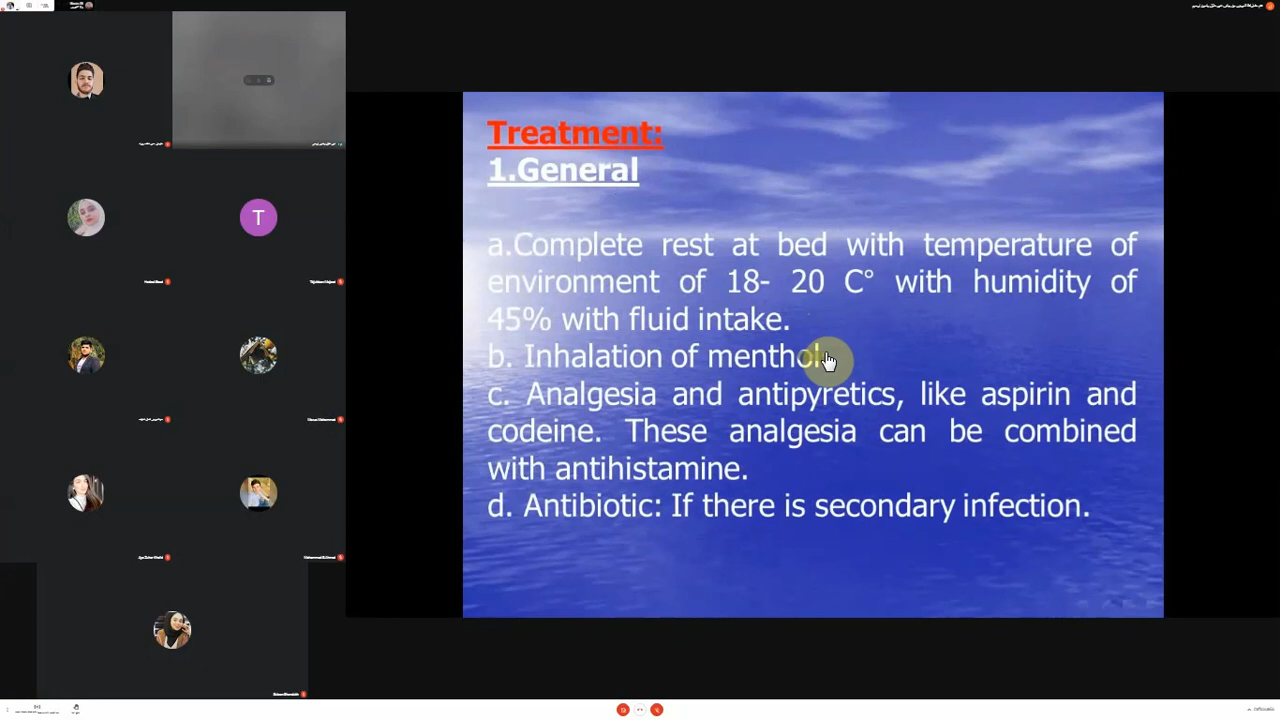 Treatment:
1.General
a.Complete rest at bed with temperature of
environment of 18- 20 C° with humidity of
45% with fluid intake.
b. Inhalation of menthol.
c. Analgesia and antipyretics, like aspirin and
codeine. These analgesia can be combined
with antihistamine.
d. Antibiotic: If there is secondary infection.
T